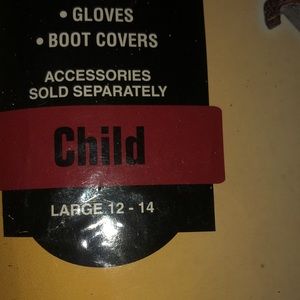 • GLOVES
• BOOT COVERS
ACCESSORIES
SOLD SEPARATELY
Child
LARGE 12 - 14